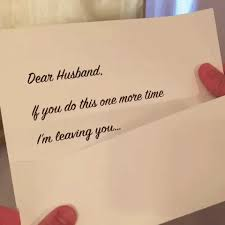 Dear Husband,
If you do this one more time
I'm leaving you...